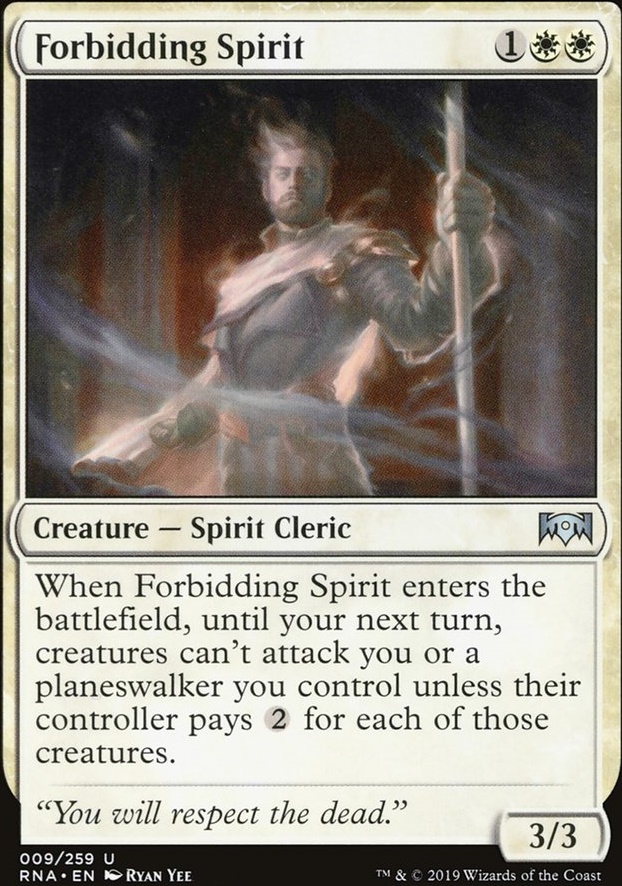 Forbidding Spirit 1
Creature — Spirit Cleric
When Forbidding Spirit enters the
battlefield, until your next turn,
creatures can't attack you or a
planeswalker you control unless their
controller pays 2 for each of those
creatures.
“You will respect the dead.”
3/3
009/259 U
RNA • EN Ryan Yee
™ & © 2019 Wizards of the Coast